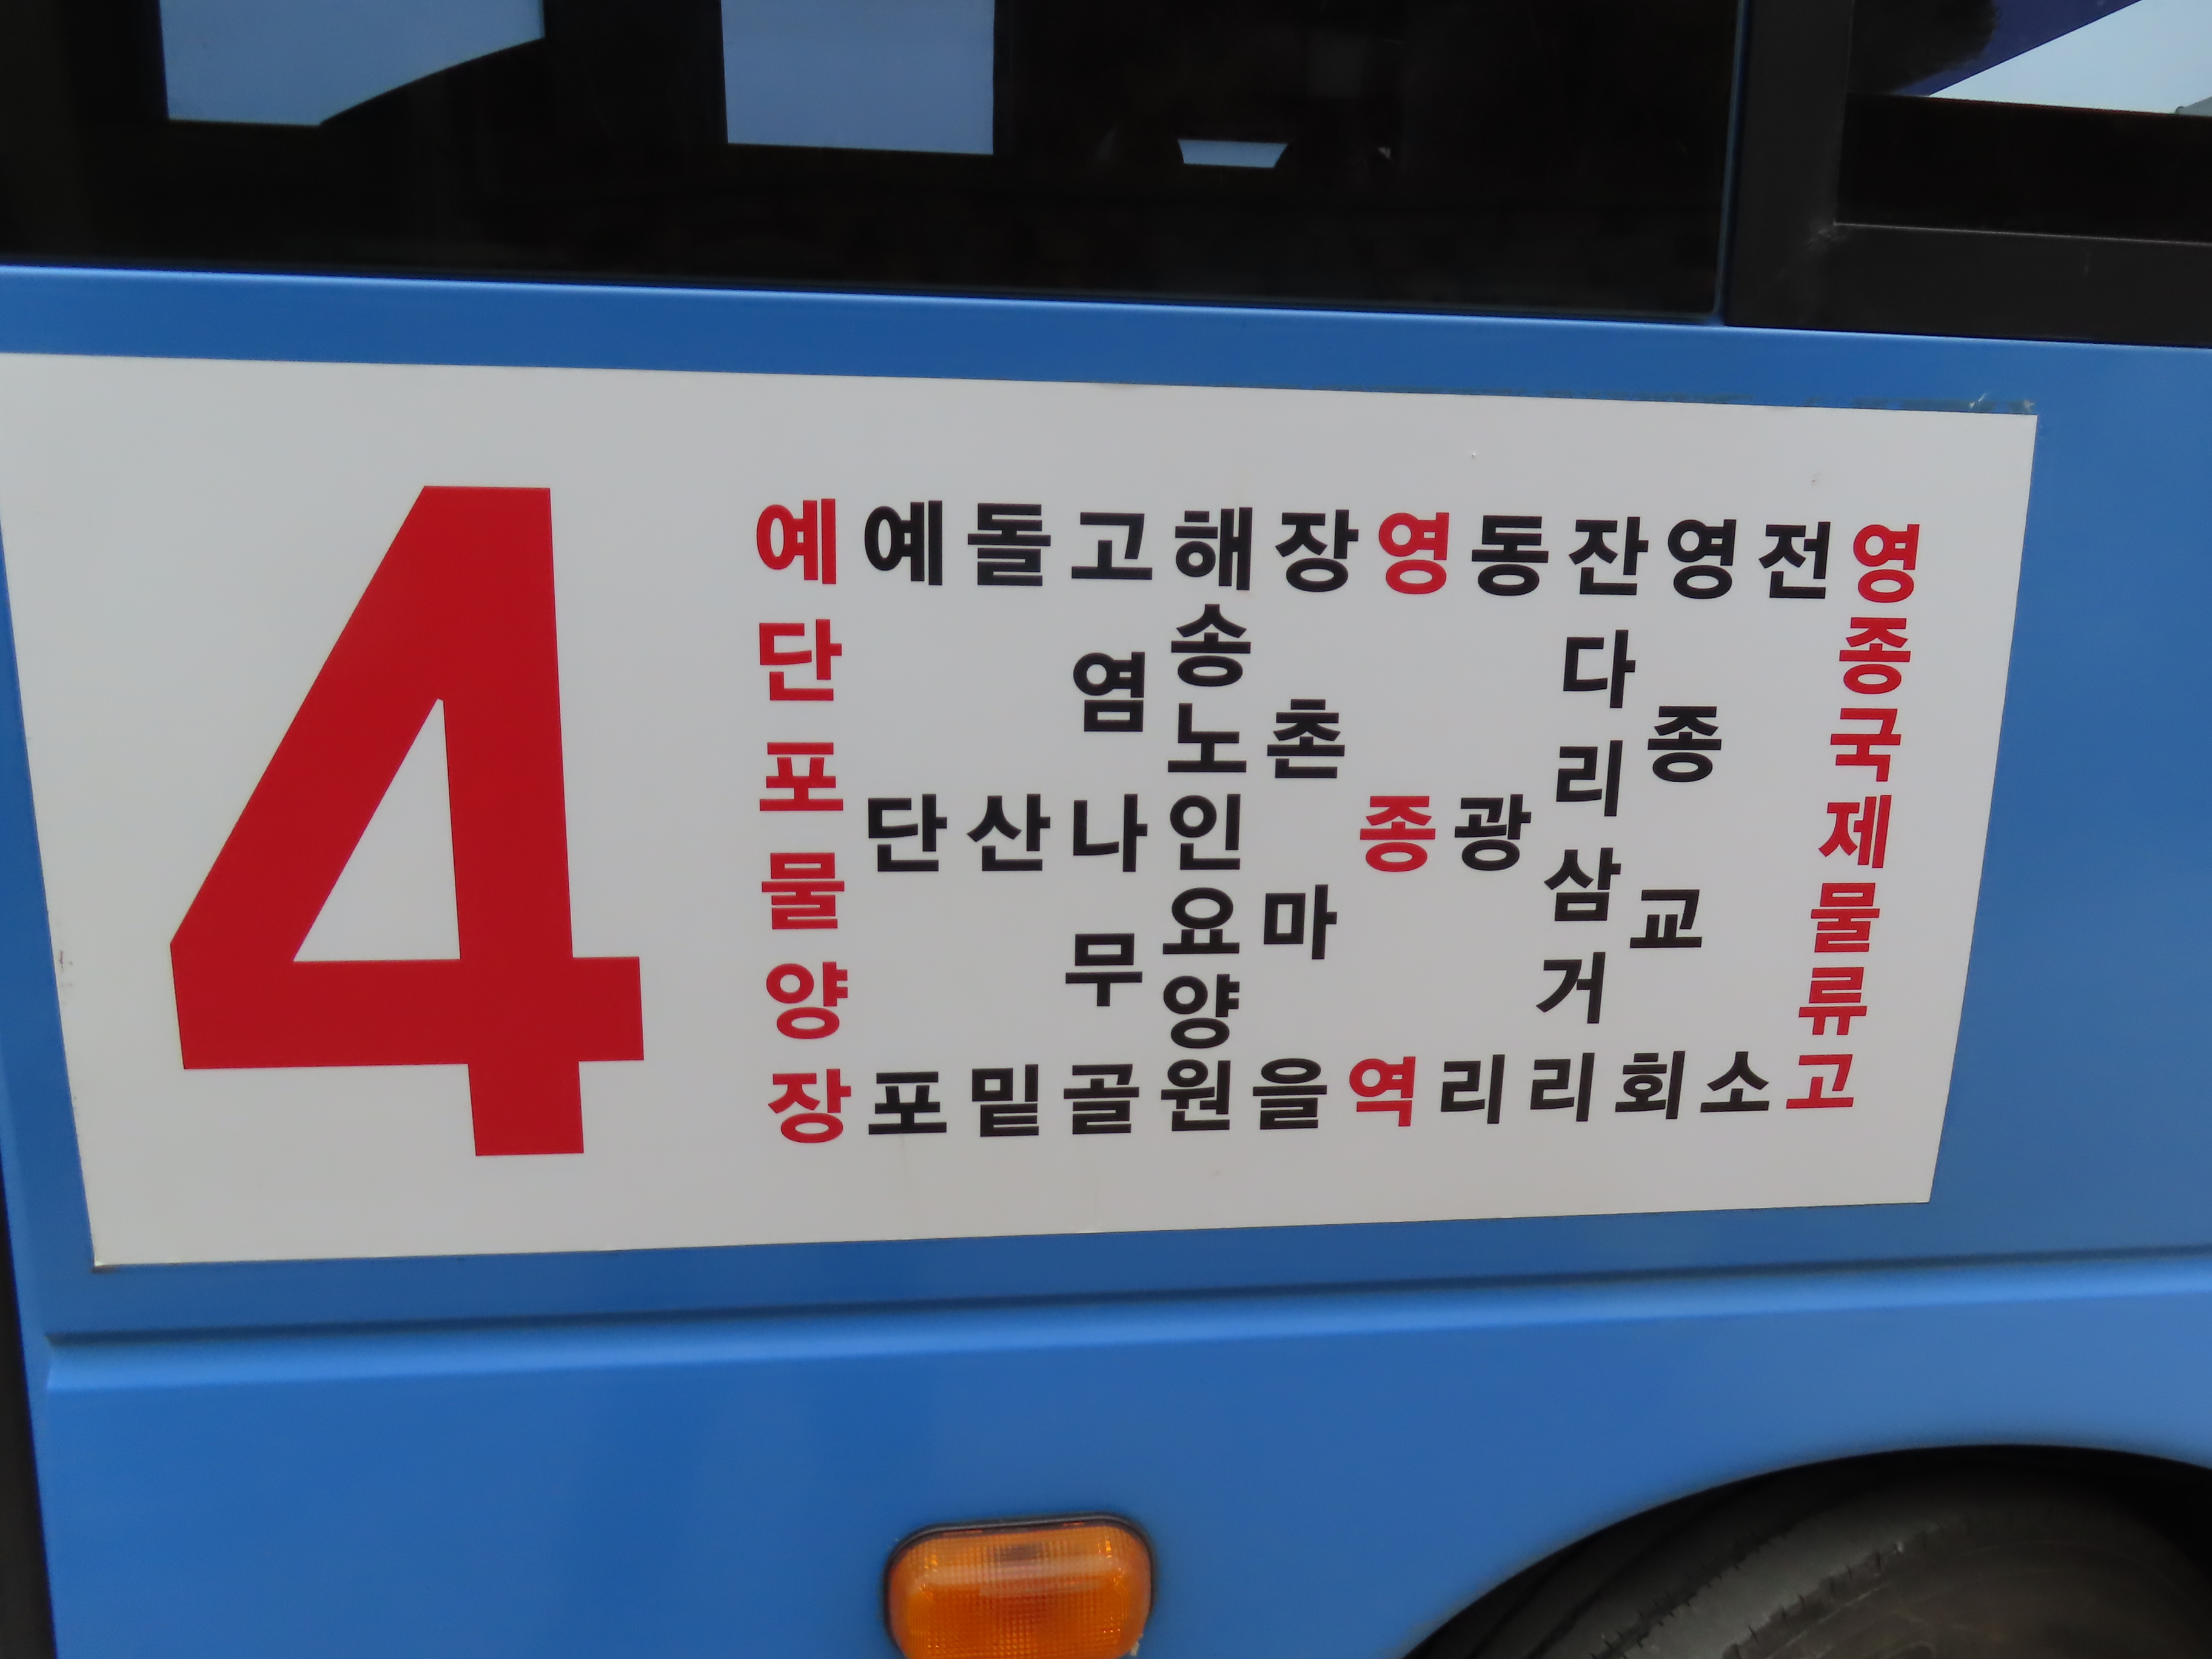 4
예단포물양장
예단포
돌산밑
고염나무골
해송노인요양원
장촌마을
영종역
동광리
잔다리삼거리
영종교회
전소
영종국제물류고